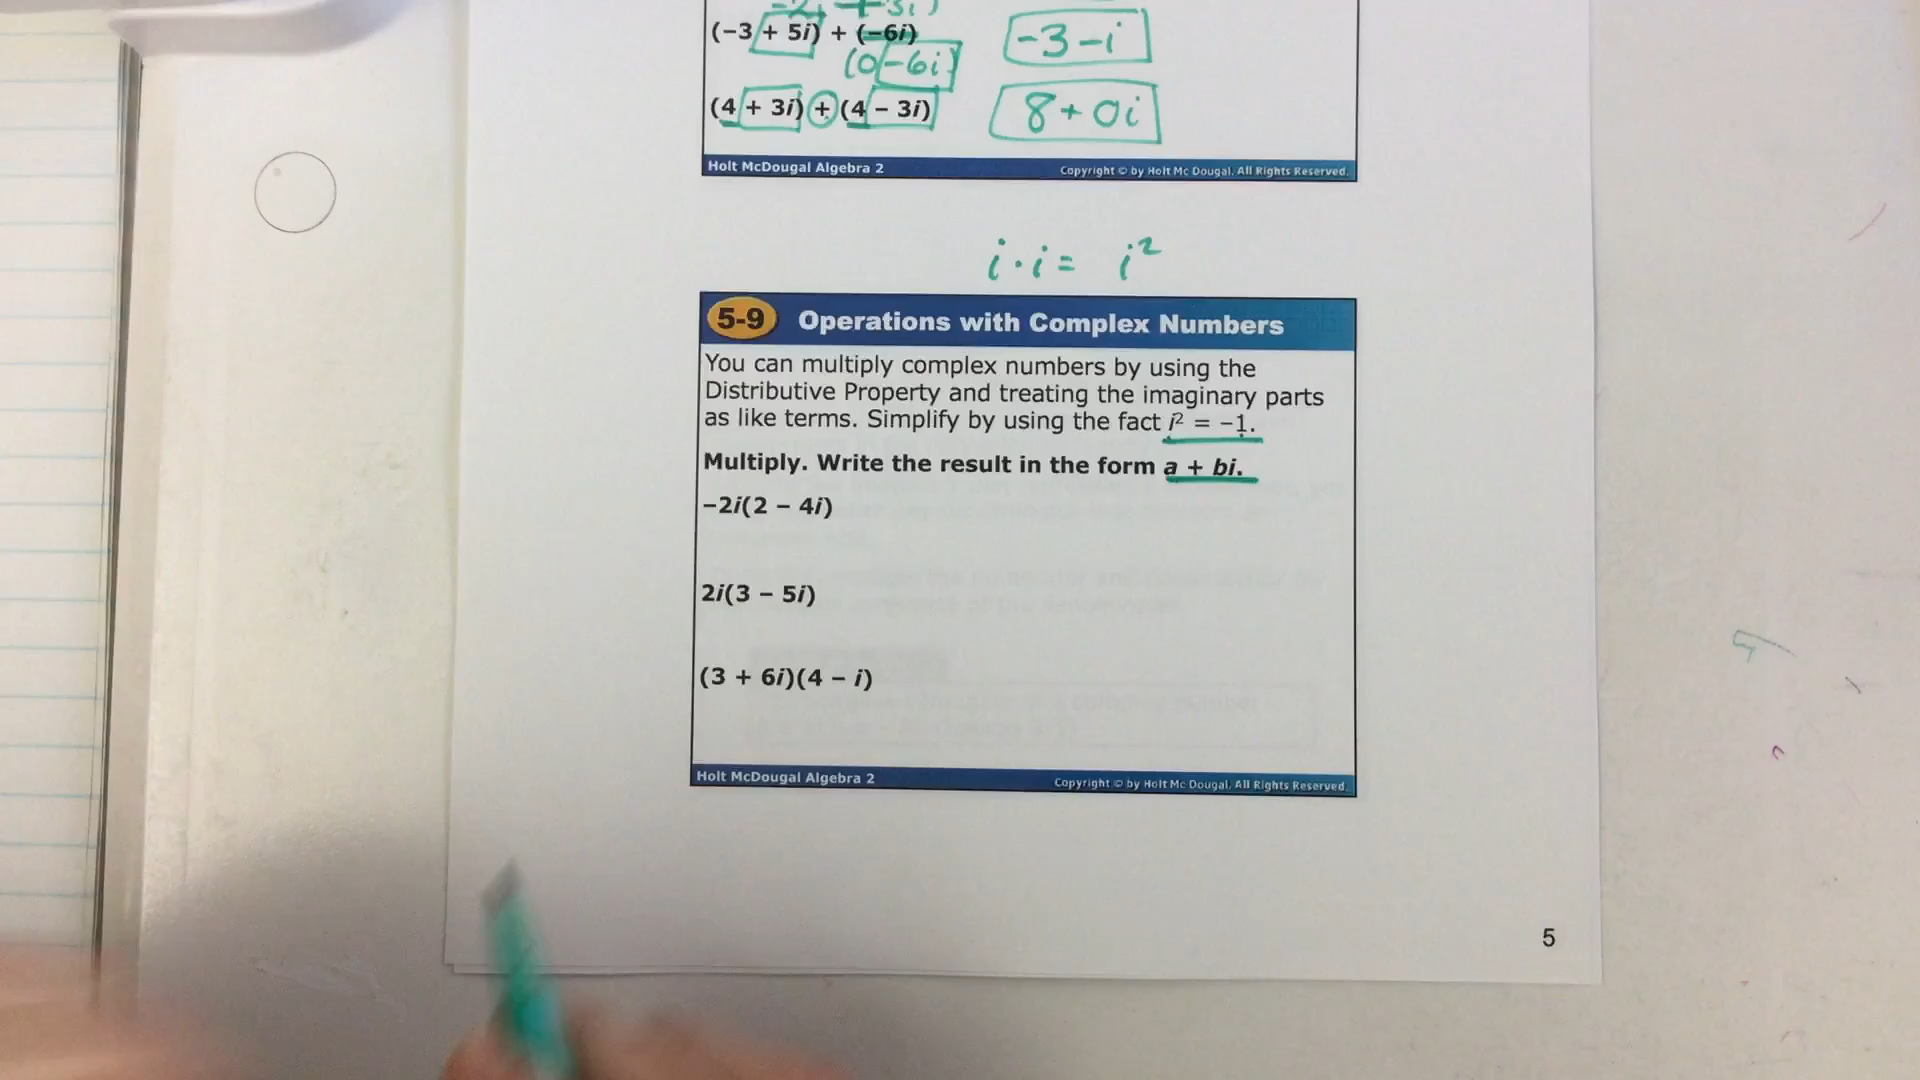 -2i +3i)
(−3 + 5i) + (−6i) -3-i
(0-6i)
(4 + 3i) + (4 − 3i) 8+0i
Holt McDougal Algebra 2 Copyright © by Holt Mc Dougal. All Rights Reserved.
i·i= i²
5-9 Operations with Complex Numbers
You can multiply complex numbers by using the
Distributive Property and treating the imaginary parts
as like terms. Simplify by using the fact i² = −1.
Multiply. Write the result in the form a + bi.
−2i(2 − 4i)
2i(3 − 5i)
(3 + 6i)(4 − i)
Holt McDougal Algebra 2 Copyright © by Holt Mc Dougal. All Rights Reserved.
5